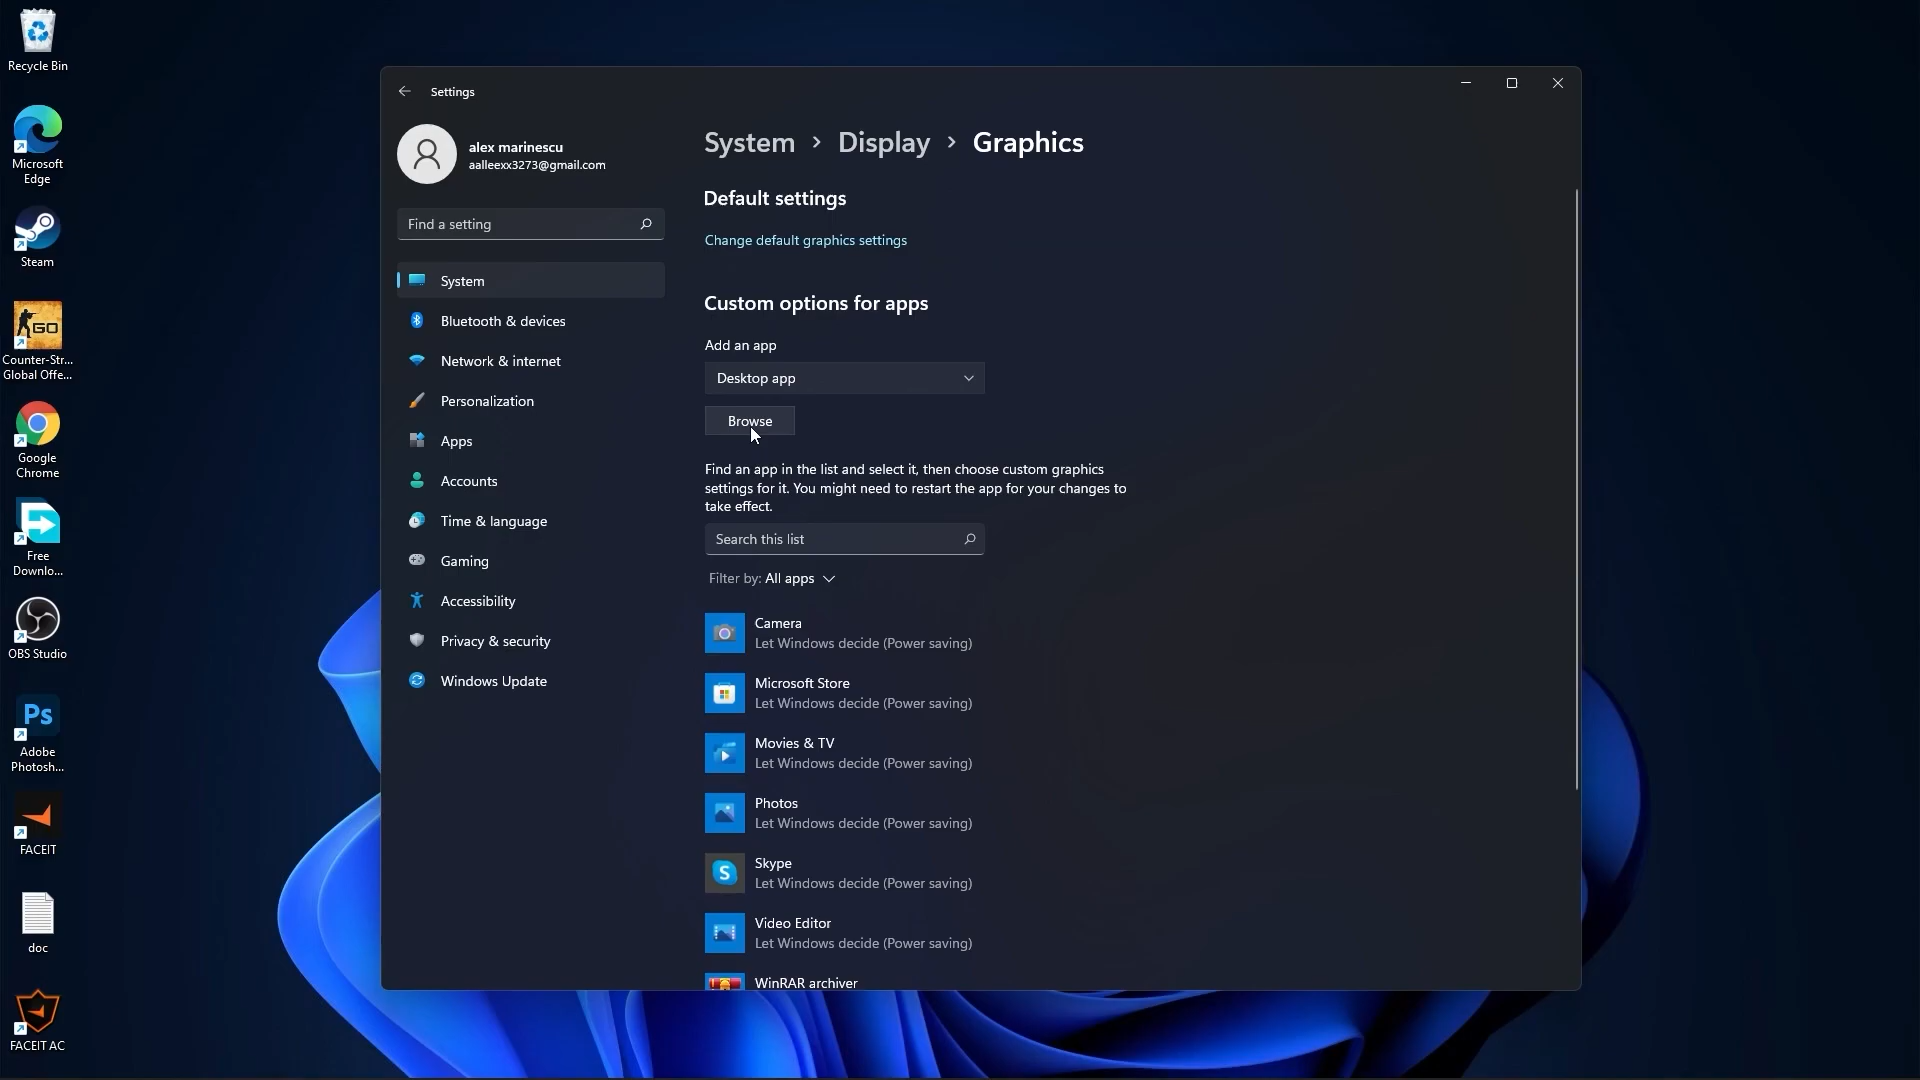 Recycle Bin
Microsoft
Edge
Steam
GO
Counter-Str...
Global Offe...
Google
Chrome
Free
Downlo...
OBS Studio
Ps
Adobe
Photosh...
FACEIT
doc
FACEIT AC
Settings
alex marinescu
aalleexx3273@gmail.com
Find a setting
System
Bluetooth & devices
Network & internet
Personalization
Apps
Accounts
Time & language
Gaming
Accessibility
Privacy & security
Windows Update
System > Display > Graphics
Default settings
Change default graphics settings
Custom options for apps
Add an app
Desktop app
Browse
Find an app in the list and select it, then choose custom graphics
settings for it. You might need to restart the app for your changes to
take effect.
Search this list
Filter by: All apps
Camera
Let Windows decide (Power saving)
Microsoft Store
Let Windows decide (Power saving)
Movies & TV
Let Windows decide (Power saving)
Photos
Let Windows decide (Power saving)
S
Skype
Let Windows decide (Power saving)
Video Editor
Let Windows decide (Power saving)
WinRAR archiver